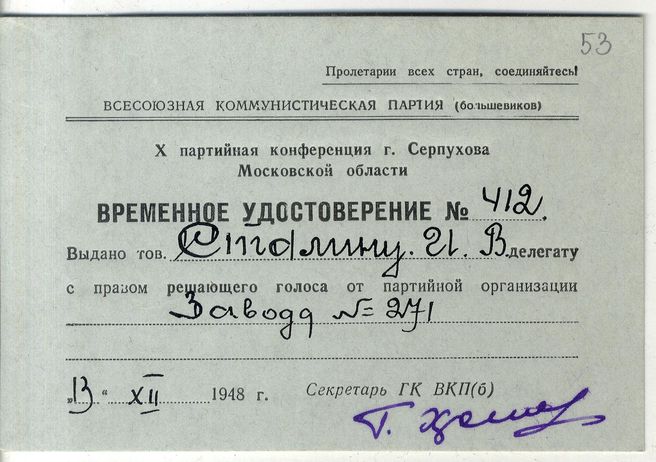 53
Пролетарии всех стран, соединяйтесь!
ВСЕСОЮЗНАЯ КОММУНИСТИЧЕСКАЯ ПАРТИЯ (большевиков)
X партийная конференция г. Серпухова
Московской области
ВРЕМЕННОЕ УДОСТОВЕРЕНИЕ № 412.
Выдано тов. Сталину. И. В. делегату
с правом решающего голоса от партийной организации
Завода № 271
„13“ XII 1948 г. Секретарь ГК ВКП(б)
Г.